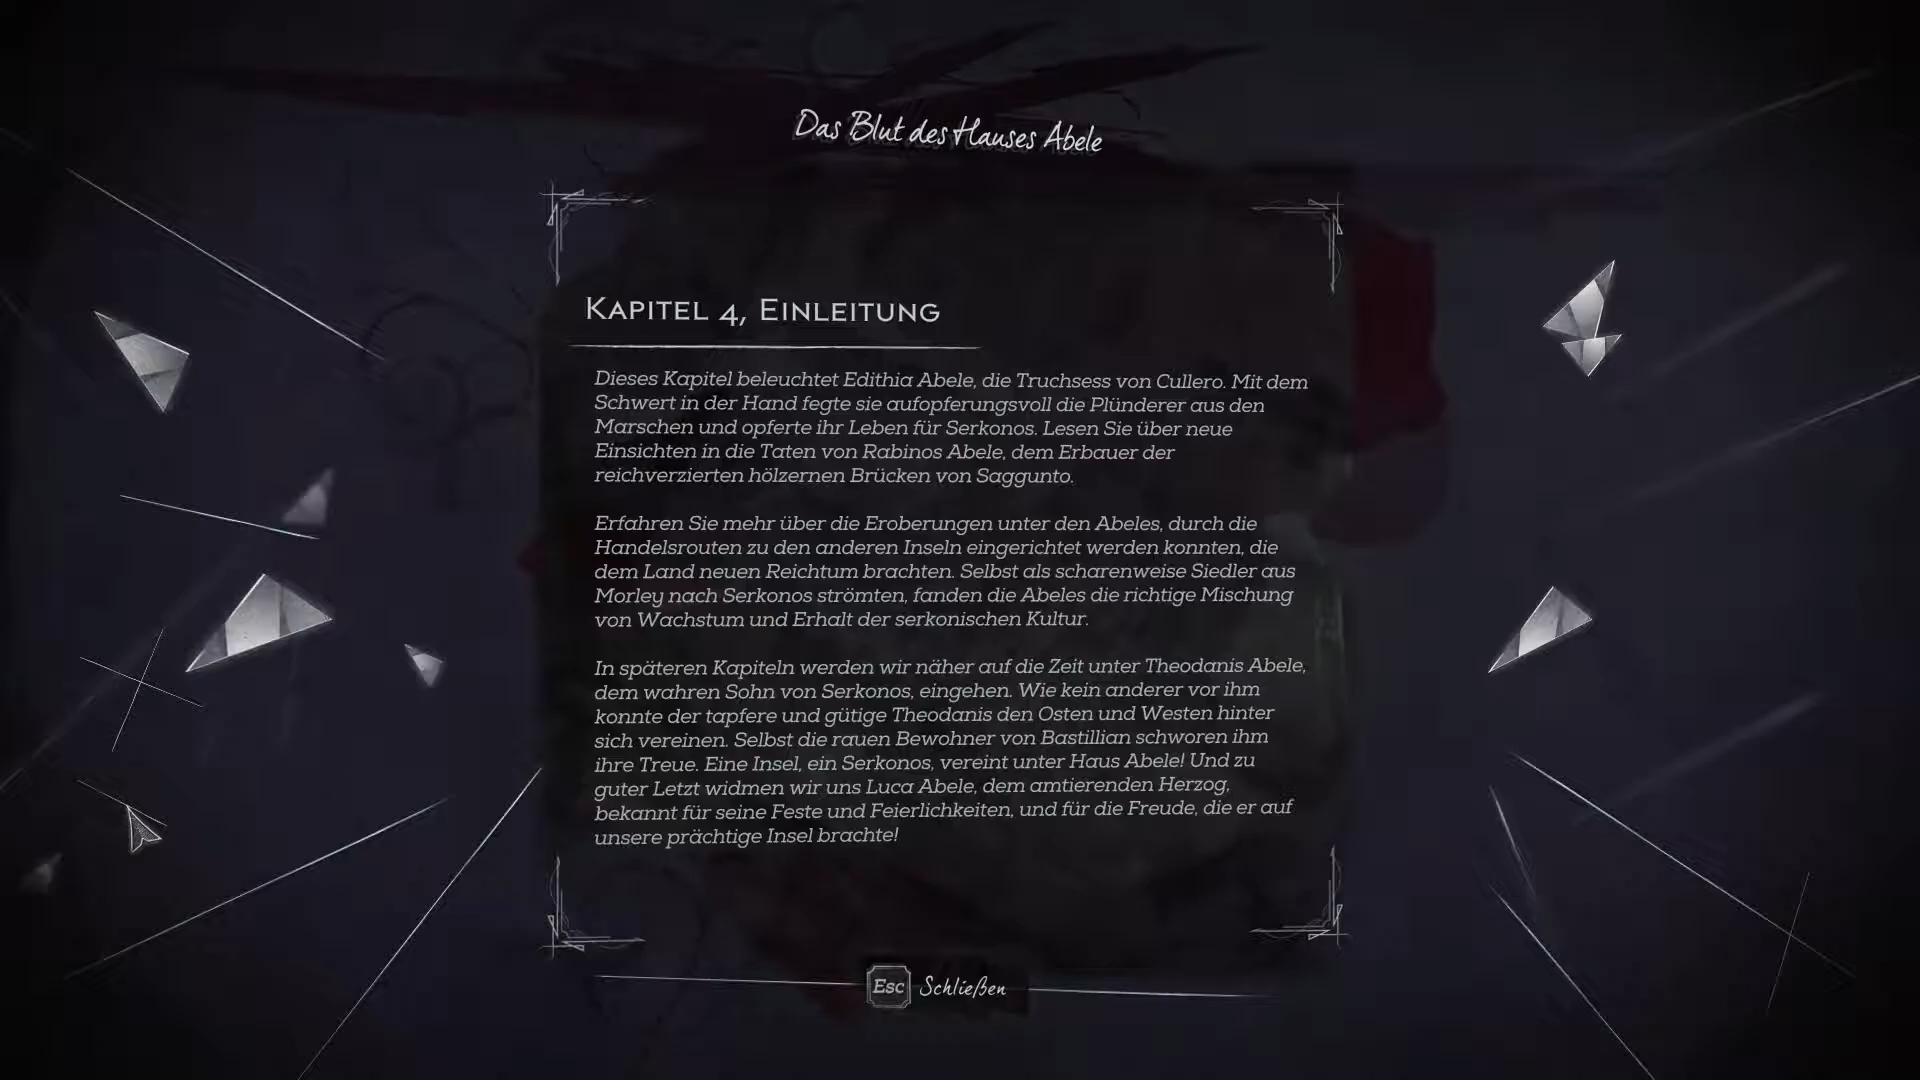 Das Blut des Hauses Abele
Kapitel 4, Einleitung
Dieses Kapitel beleuchtet Edithia Abele, die Truchsess von Cullero. Mit dem
Schwert in der Hand fegte sie aufopferungsvoll die Plünderer aus den
Marschen und opferte ihr Leben für Serkonos. Lesen Sie über neue
Einsichten in die Taten von Rabinos Abele, dem Erbauer der
reichverzierten hölzernen Brücken von Saggunto.
Erfahren Sie mehr über die Eroberungen unter den Abeles, durch die
Handelsrouten zu den anderen Inseln eingerichtet werden konnten, die
dem Land neuen Reichtum brachten. Selbst als scharenweise Siedler aus
Morley nach Serkonos strömten, fanden die Abeles die richtige Mischung
von Wachstum und Erhalt der serkonischen Kultur.
In späteren Kapiteln werden wir näher auf die Zeit unter Theodanis Abele,
dem wahren Sohn von Serkonos, eingehen. Wie kein anderer vor ihm
konnte der tapfere und gütige Theodanis den Osten und Westen hinter
sich vereinen. Selbst die rauen Bewohner von Bastillian schworen ihm
ihre Treue. Eine Insel, ein Serkonos, vereint unter Haus Abele! Und zu
guter Letzt widmen wir uns Luca Abele, dem amtierenden Herzog,
bekannt für seine Feste und Feierlichkeiten, und für die Freude, die er auf
unsere prächtige Insel brachte!
Esc Schließen